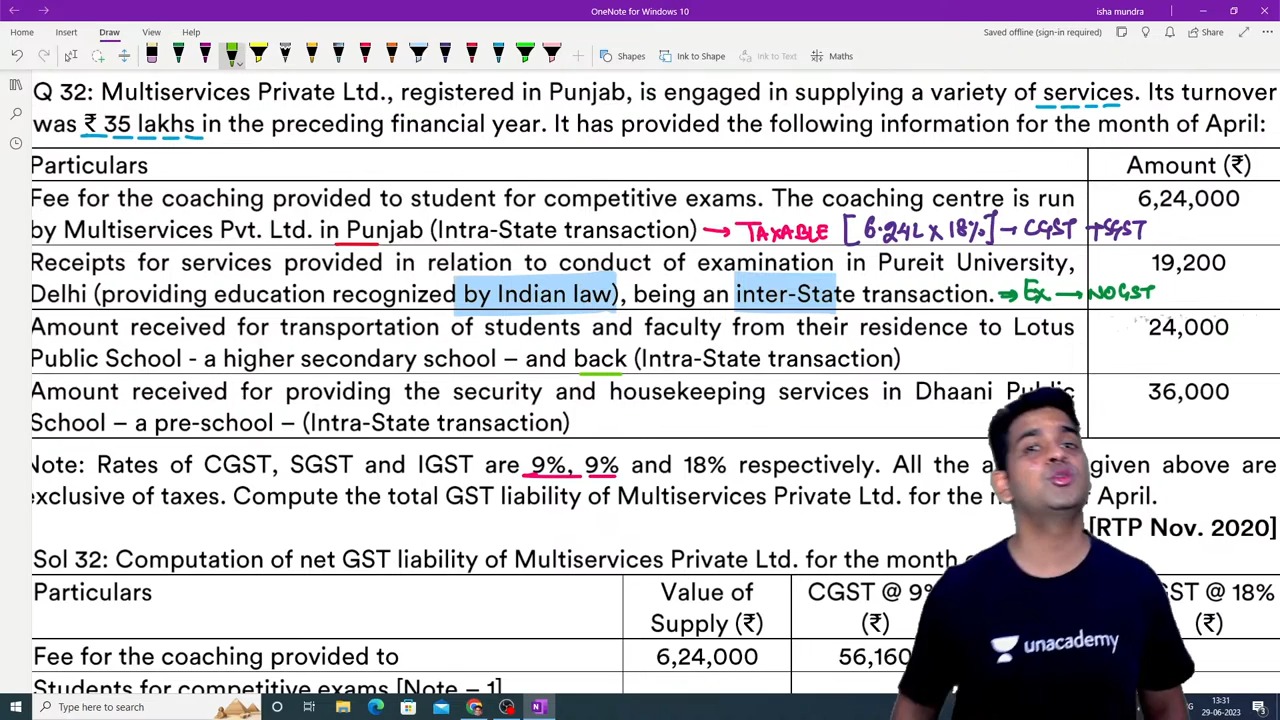 OneNote for Windows 10
isha mundra
Home Insert Draw View Help
Saved offline (sign-in required) Share
Shapes Ink to Shape Ink to Text Maths
Q 32: Multiservices Private Ltd., registered in Punjab, is engaged in supplying a variety of services. Its turnover
was ₹ 35 lakhs in the preceding financial year. It has provided the following information for the month of April:
Particulars Amount (₹)
Fee for the coaching provided to student for competitive exams. The coaching centre is run 6,24,000
by Multiservices Pvt. Ltd. in Punjab (Intra-State transaction) → TAXABLE [6.24L x 18%] → CGST + SGST
Receipts for services provided in relation to conduct of examination in Pureit University, 19,200
Delhi (providing education recognized by Indian law), being an inter-State transaction. → Ex → NO GST
Amount received for transportation of students and faculty from their residence to Lotus 24,000
Public School - a higher secondary school – and back (Intra-State transaction)
Amount received for providing the security and housekeeping services in Dhaani Public 36,000
School – a pre-school – (Intra-State transaction)
Note: Rates of CGST, SGST and IGST are 9%, 9% and 18% respectively. All the given above are
exclusive of taxes. Compute the total GST liability of Multiservices Private Ltd. for the of April.
[RTP Nov. 2020]
Sol 32: Computation of net GST liability of Multiservices Private Ltd. for the month
Particulars Value of CGST @ 9% GST @ 18%
Supply (₹) (₹) (₹)
Fee for the coaching provided to 6,24,000 56,160
Students for competitive exams [Note – 1]
unacademy
Type here to search
13:31
29-06-2023